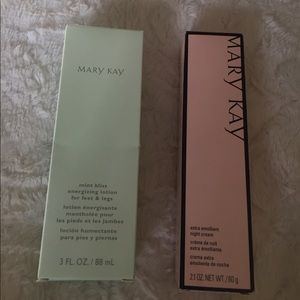 MARY KAY
mint bliss
energizing lotion
for feet & legs
lotion énergisante
mentholée pour
les pieds et les jambes
loción humectante
para pies y piernas
3 FL. OZ. / 88 mL
MARY KAY
extra emollient
night cream
crème de nuit
extra émolliente
crema extra
emoliente de noche
2.1 OZ. NET WT. / 60 g